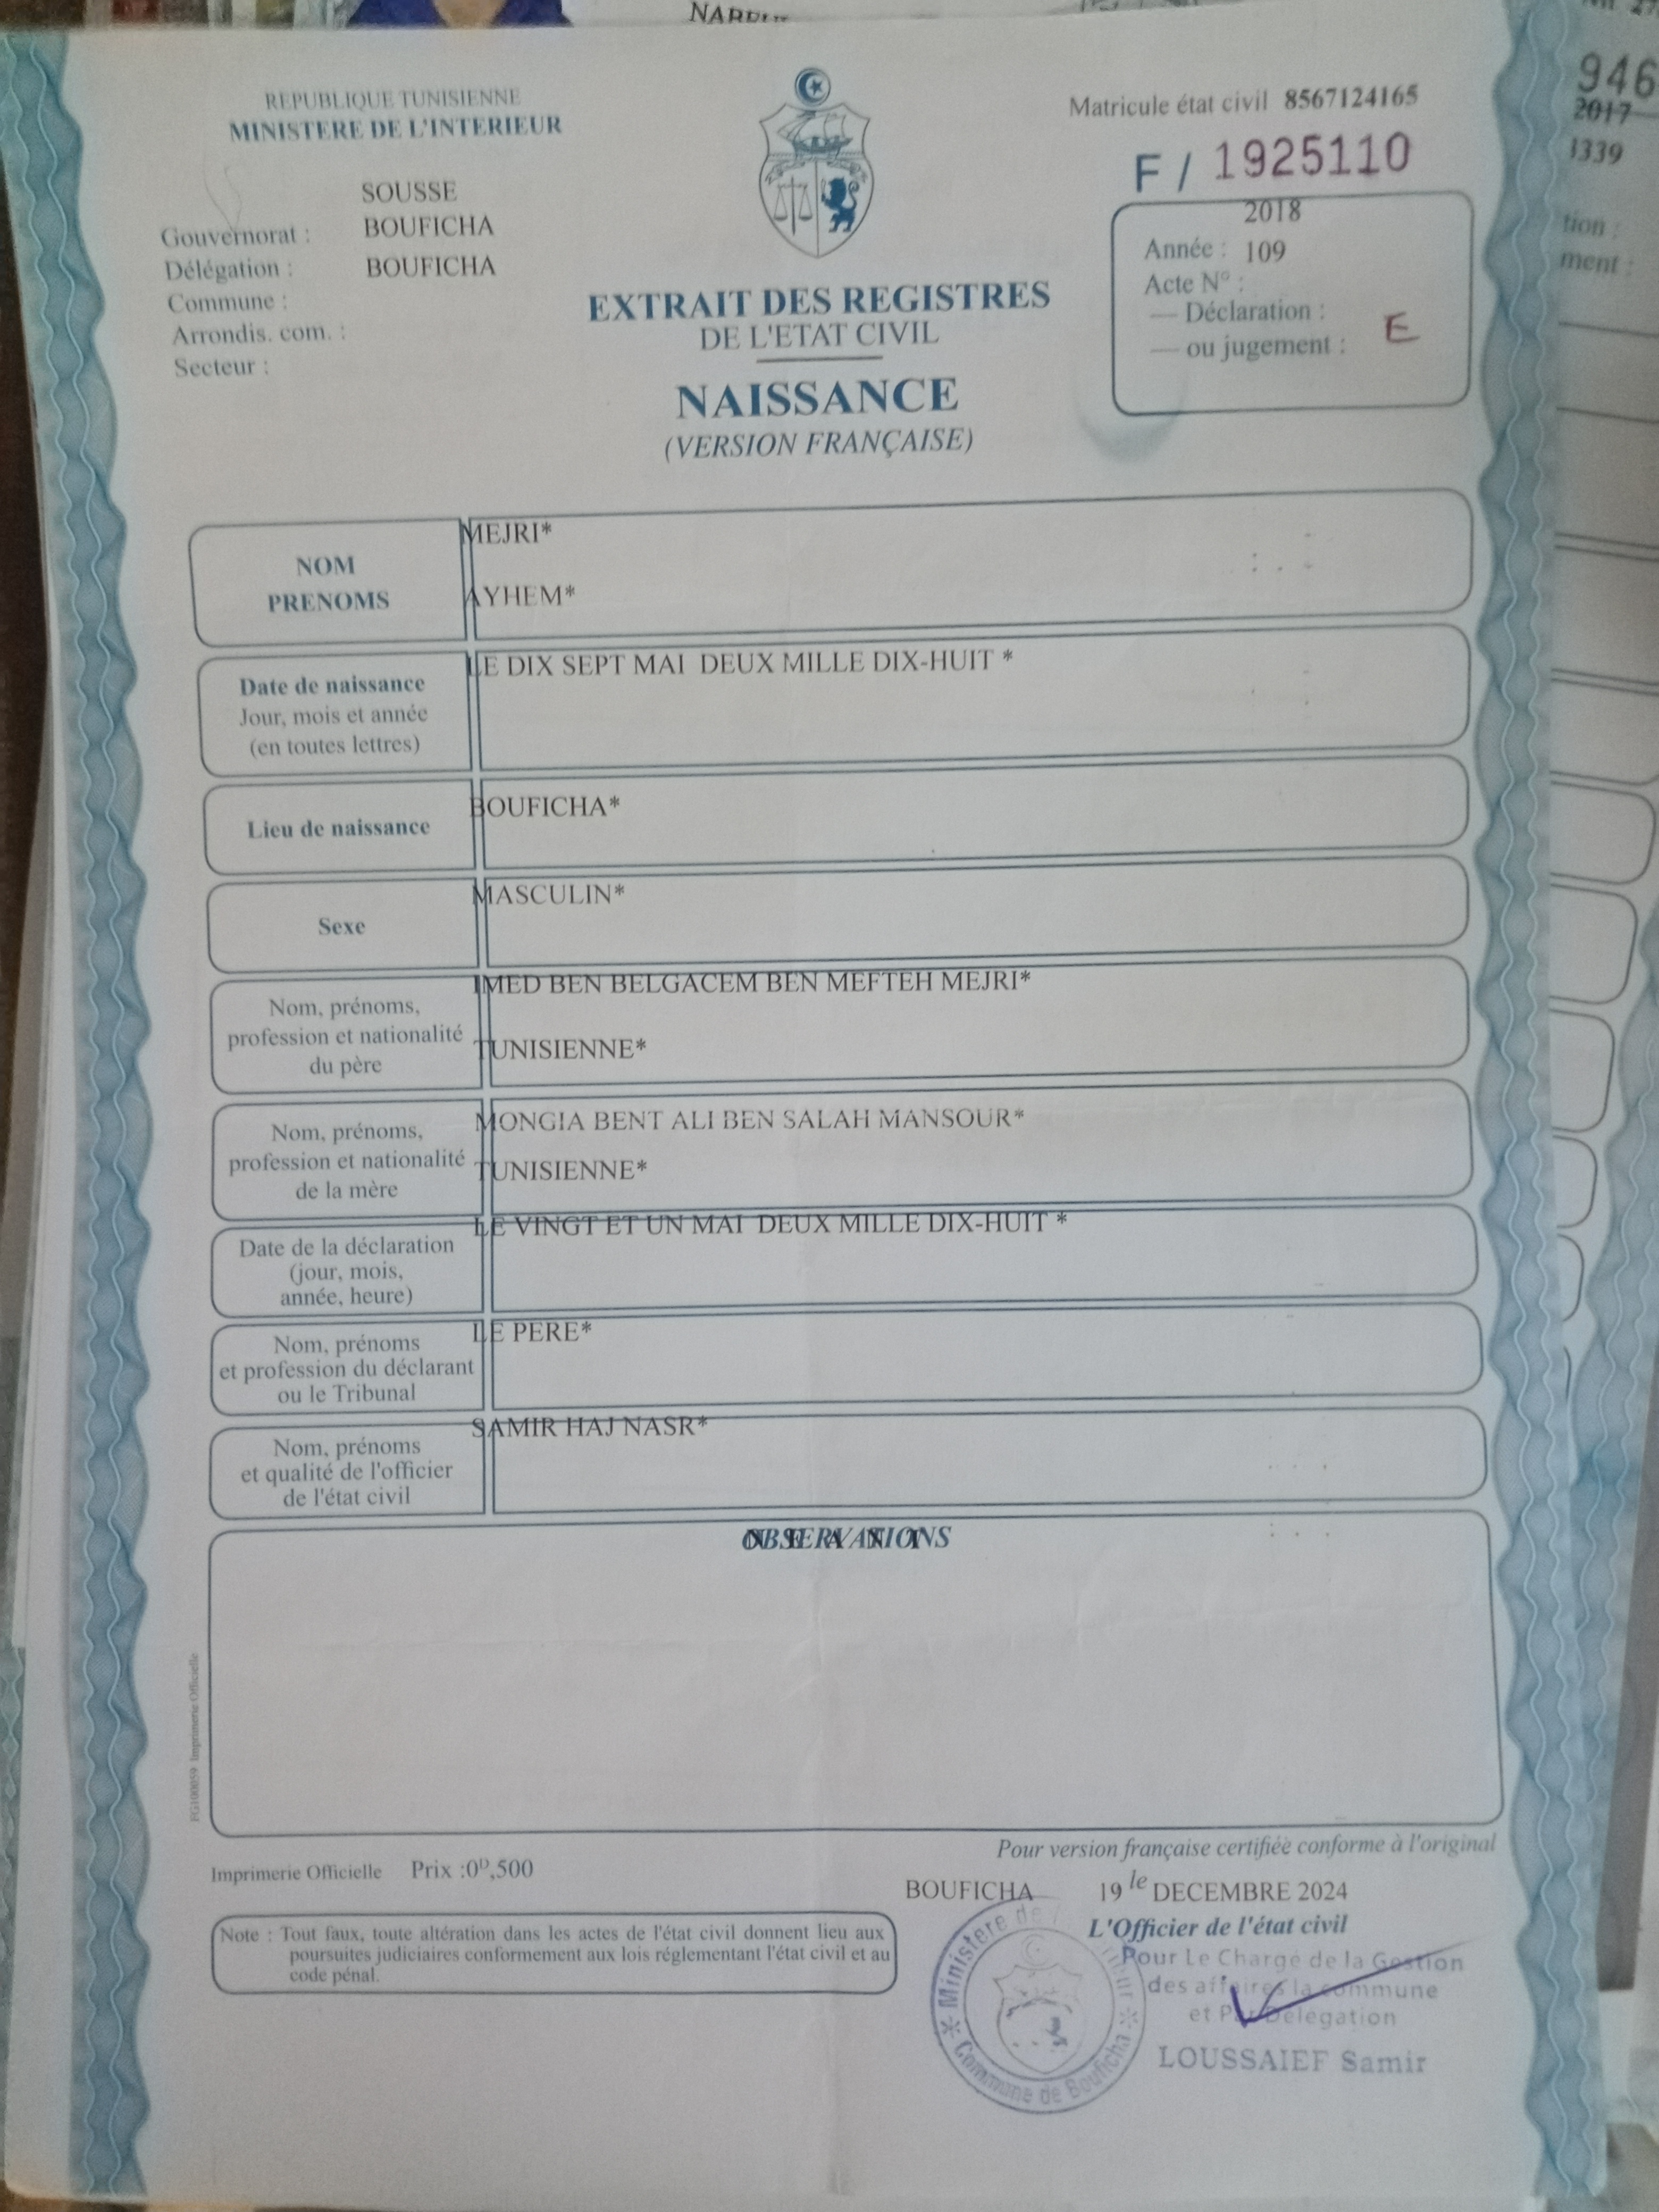 REPUBLIQUE TUNISIENNE
MINISTERE DE L'INTERIEUR
SOUSSE
Gouvernorat : BOUFICHA
Délégation : BOUFICHA
Commune :
Arrondis. com. :
Secteur :
Matricule état civil 8567124165
F / 1925110
2018
Année : 109
Acte N° :
— Déclaration :
— ou jugement : E
EXTRAIT DES REGISTRES
DE L'ETAT CIVIL
NAISSANCE
(VERSION FRANÇAISE)
NOM
PRENOMS
MEJRI*
AYHEM*
Date de naissance
Jour, mois et année
(en toutes lettres)
LE DIX SEPT MAI DEUX MILLE DIX-HUIT *
Lieu de naissance
BOUFICHA*
Sexe
MASCULIN*
Nom, prénoms,
profession et nationalité
du père
IMED BEN BELGACEM BEN MEFTEH MEJRI*
TUNISIENNE*
Nom, prénoms,
profession et nationalité
de la mère
MONGIA BENT ALI BEN SALAH MANSOUR*
TUNISIENNE*
Date de la déclaration
(jour, mois,
année, heure)
LE VINGT ET UN MAI DEUX MILLE DIX-HUIT *
Nom, prénoms
et profession du déclarant
ou le Tribunal
LE PERE*
Nom, prénoms
et qualité de l'officier
de l'état civil
SAMIR HAJ NASR*
OBSERVATIONS
N E A N T
FG100059 Imprimerie Officielle
Imprimerie Officielle Prix :0ᴰ,500
Pour version française certifiée conforme à l'original
BOUFICHA 19 le DECEMBRE 2024
L'Officier de l'état civil
Note : Tout faux, toute altération dans les actes de l'état civil donnent lieu aux
poursuites judiciaires conformement aux lois réglementant l'état civil et au
code pénal.
Pour Le Chargé de la Gestion
des affaires la commune
et Par Délégation
LOUSSAIEF Samir
Ministere de
Commune de Bouficha
946
2017
1339
tion :
ment :